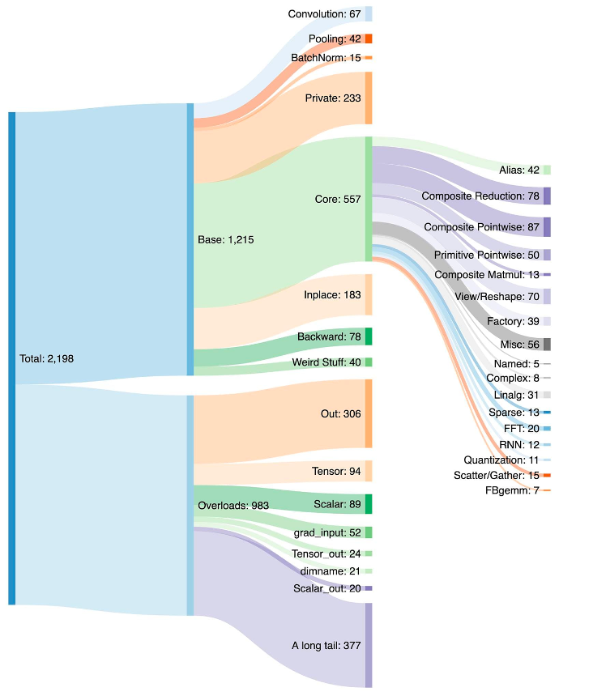 Total: 2,198
Base: 1,215
Overloads: 983
Convolution: 67
Pooling: 42
BatchNorm: 15
Private: 233
Core: 557
Inplace: 183
Backward: 78
Weird Stuff: 40
Out: 306
Tensor: 94
Scalar: 89
grad_input: 52
Tensor_out: 24
dimname: 21
Scalar_out: 20
A long tail: 377
Alias: 42
Composite Reduction: 78
Composite Pointwise: 87
Primitive Pointwise: 50
Composite Matmul: 13
View/Reshape: 70
Factory: 39
Misc: 56
Named: 5
Complex: 8
Linalg: 31
Sparse: 13
FFT: 20
RNN: 12
Quantization: 11
Scatter/Gather: 15
FBgemm: 7